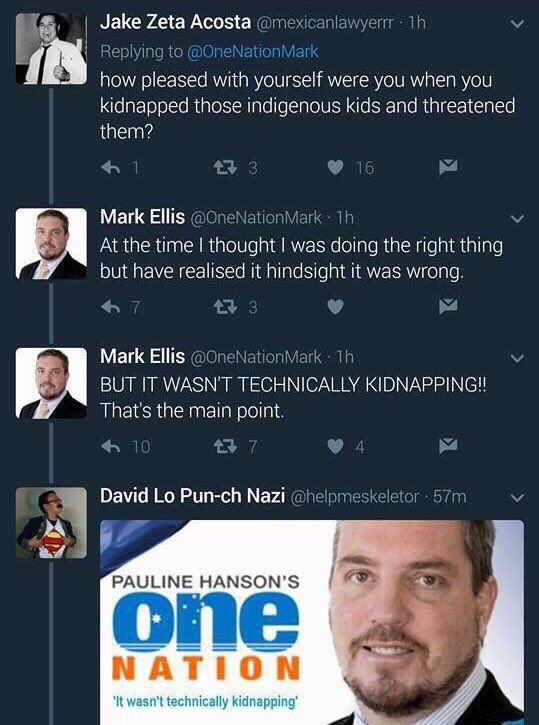 Jake Zeta Acosta @mexicanlawyerrr · 1h
Replying to @OneNationMark
how pleased with yourself were you when you
kidnapped those indigenous kids and threatened
them?
1 3 16
Mark Ellis @OneNationMark · 1h
At the time I thought I was doing the right thing
but have realised it hindsight it was wrong.
7 3
Mark Ellis @OneNationMark · 1h
BUT IT WASN'T TECHNICALLY KIDNAPPING!!
That's the main point.
10 7 4
David Lo Pun-ch Nazi @helpmeskeletor · 57m
PAULINE HANSON'S
one
NATION
'It wasn't technically kidnapping'